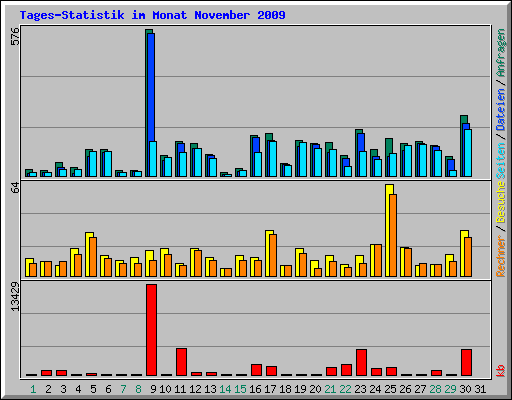 Tages-Statistik im Monat November 2009
576
64
13429
Rechner / Besuche Seiten / Dateien / Anfragen
kb
1 2 3 4 5 6 7 8 9 10 11 12 13 14 15 16 17 18 19 20 21 22 23 24 25 26 27 28 29 30 31